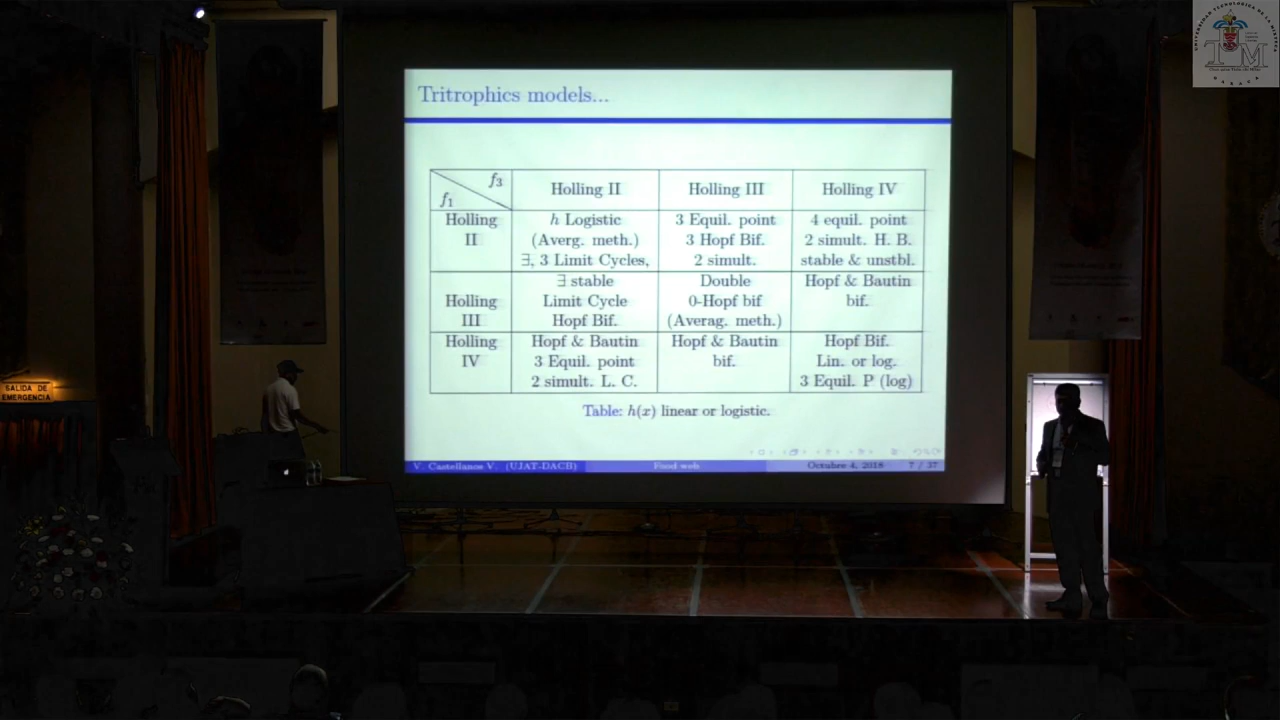 Tritrophics models...
f3
f1
Holling II
Holling III
Holling IV
Holling
II
h Logistic
(Averg. meth.)
∃, 3 Limit Cycles,
3 Equil. point
3 Hopf Bif.
2 simult.
4 equil. point
2 simult. H. B.
stable & unstbl.
Holling
III
∃ stable
Limit Cycle
Hopf Bif.
Double
0-Hopf bif
(Averag. meth.)
Hopf & Bautin
bif.
Holling
IV
Hopf & Bautin
3 Equil. point
2 simult. L. C.
Hopf & Bautin
bif.
Hopf Bif.
Lin. or log.
3 Equil. P (log)
Table: h(x) linear or logistic.
V. Castellanos V. (UJAT-DACB)
Food web
Octubre 4, 2018
7 / 37
SALIDA DE
EMERGENCIA